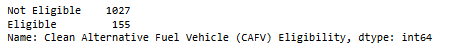 Not Eligible    1027
Eligible         155
Name: Clean Alternative Fuel Vehicle (CAFV) Eligibility, dtype: int64